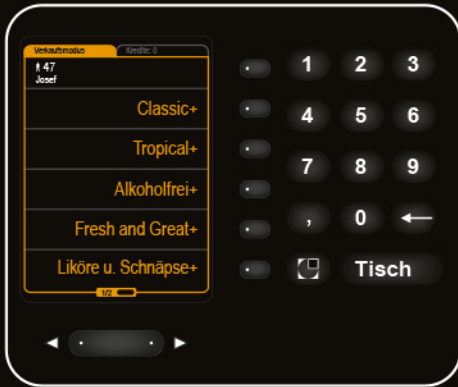 Verkaufsmodus Kredite: 0
47
Josef
Classic+
Tropical+
Alkoholfrei+
Fresh and Great+
Liköre u. Schnäpse+
1/2
1 2 3
4 5 6
7 8 9
, 0
Tisch